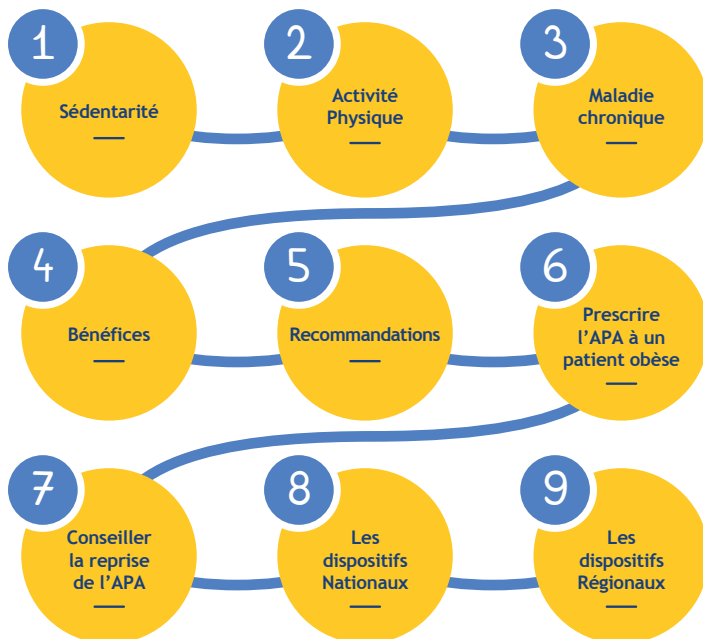 1
Sédentarité
2
Activité
Physique
3
Maladie
chronique
4
Bénéfices
5
Recommandations
6
Prescrire
l’APA à un
patient obèse
7
Conseiller
la reprise
de l’APA
8
Les
dispositifs
Nationaux
9
Les
dispositifs
Régionaux